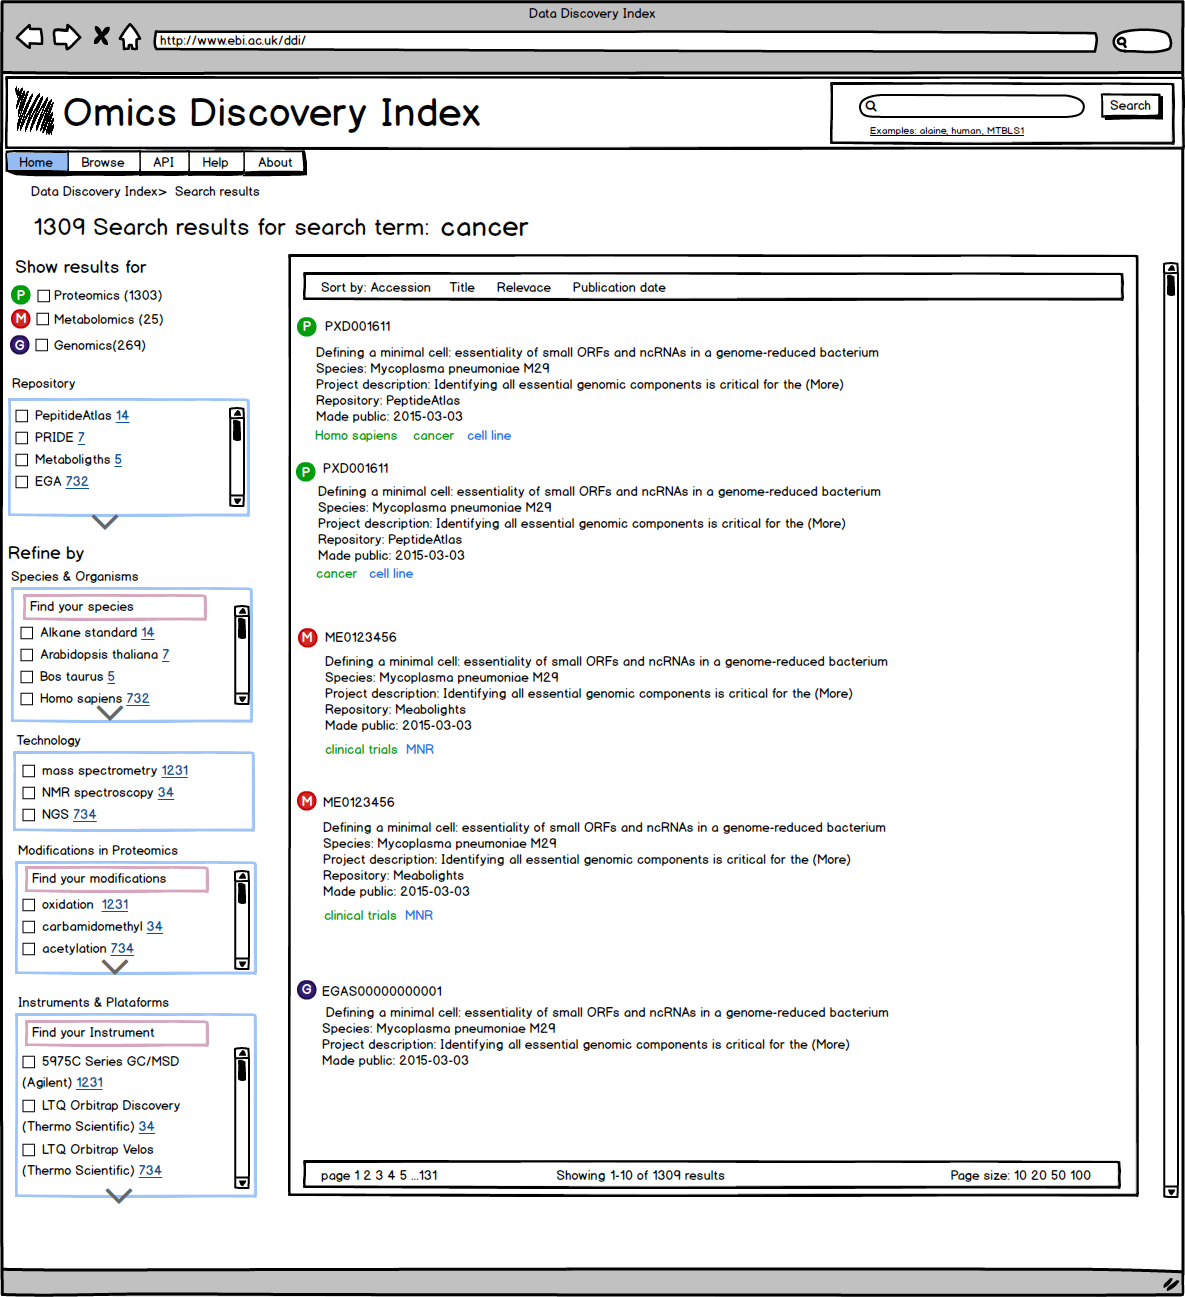 Data Discovery Index
http://www.ebi.ac.uk/ddi/
Omics Discovery Index
Search
Examples: alaine, human, MTBLS1
Home Browse API Help About
Data Discovery Index> Search results
1309 Search results for search term: cancer
Show results for
P Proteomics (1303)
M Metabolomics (25)
G Genomics(269)
Repository
PepitideAtlas 14
PRIDE 7
Metaboligths 5
EGA 732
Refine by
Species & Organisms
Find your species
Alkane standard 14
Arabidopsis thaliana 7
Bos taurus 5
Homo sapiens 732
Technology
mass spectrometry 1231
NMR spectroscopy 34
NGS 734
Modifications in Proteomics
Find your modifications
oxidation 1231
carbamidomethyl 34
acetylation 734
Instruments & Plataforms
Find your Instrument
5975C Series GC/MSD
(Agilent) 1231
LTQ Orbitrap Discovery
(Thermo Scientific) 34
LTQ Orbitrap Velos
(Thermo Scientific) 734
Sort by: Accession Title Relevace Publication date
P PXD001611
Defining a minimal cell: essentiality of small ORFs and ncRNAs in a genome-reduced bacterium
Species: Mycoplasma pneumoniae M29
Project description: Identifying all essential genomic components is critical for the (More)
Repository: PeptideAtlas
Made public: 2015-03-03
Homo sapiens cancer cell line
P PXD001611
Defining a minimal cell: essentiality of small ORFs and ncRNAs in a genome-reduced bacterium
Species: Mycoplasma pneumoniae M29
Project description: Identifying all essential genomic components is critical for the (More)
Repository: PeptideAtlas
Made public: 2015-03-03
cancer cell line
M ME0123456
Defining a minimal cell: essentiality of small ORFs and ncRNAs in a genome-reduced bacterium
Species: Mycoplasma pneumoniae M29
Project description: Identifying all essential genomic components is critical for the (More)
Repository: Meabolights
Made public: 2015-03-03
clinical trials MNR
M ME0123456
Defining a minimal cell: essentiality of small ORFs and ncRNAs in a genome-reduced bacterium
Species: Mycoplasma pneumoniae M29
Project description: Identifying all essential genomic components is critical for the (More)
Repository: Meabolights
Made public: 2015-03-03
clinical trials MNR
G EGAS00000000001
Defining a minimal cell: essentiality of small ORFs and ncRNAs in a genome-reduced bacterium
Species: Mycoplasma pneumoniae M29
Project description: Identifying all essential genomic components is critical for the (More)
Made public: 2015-03-03
page 1 2 3 4 5 ...131 Showing 1-10 of 1309 results Page size: 10 20 50 100